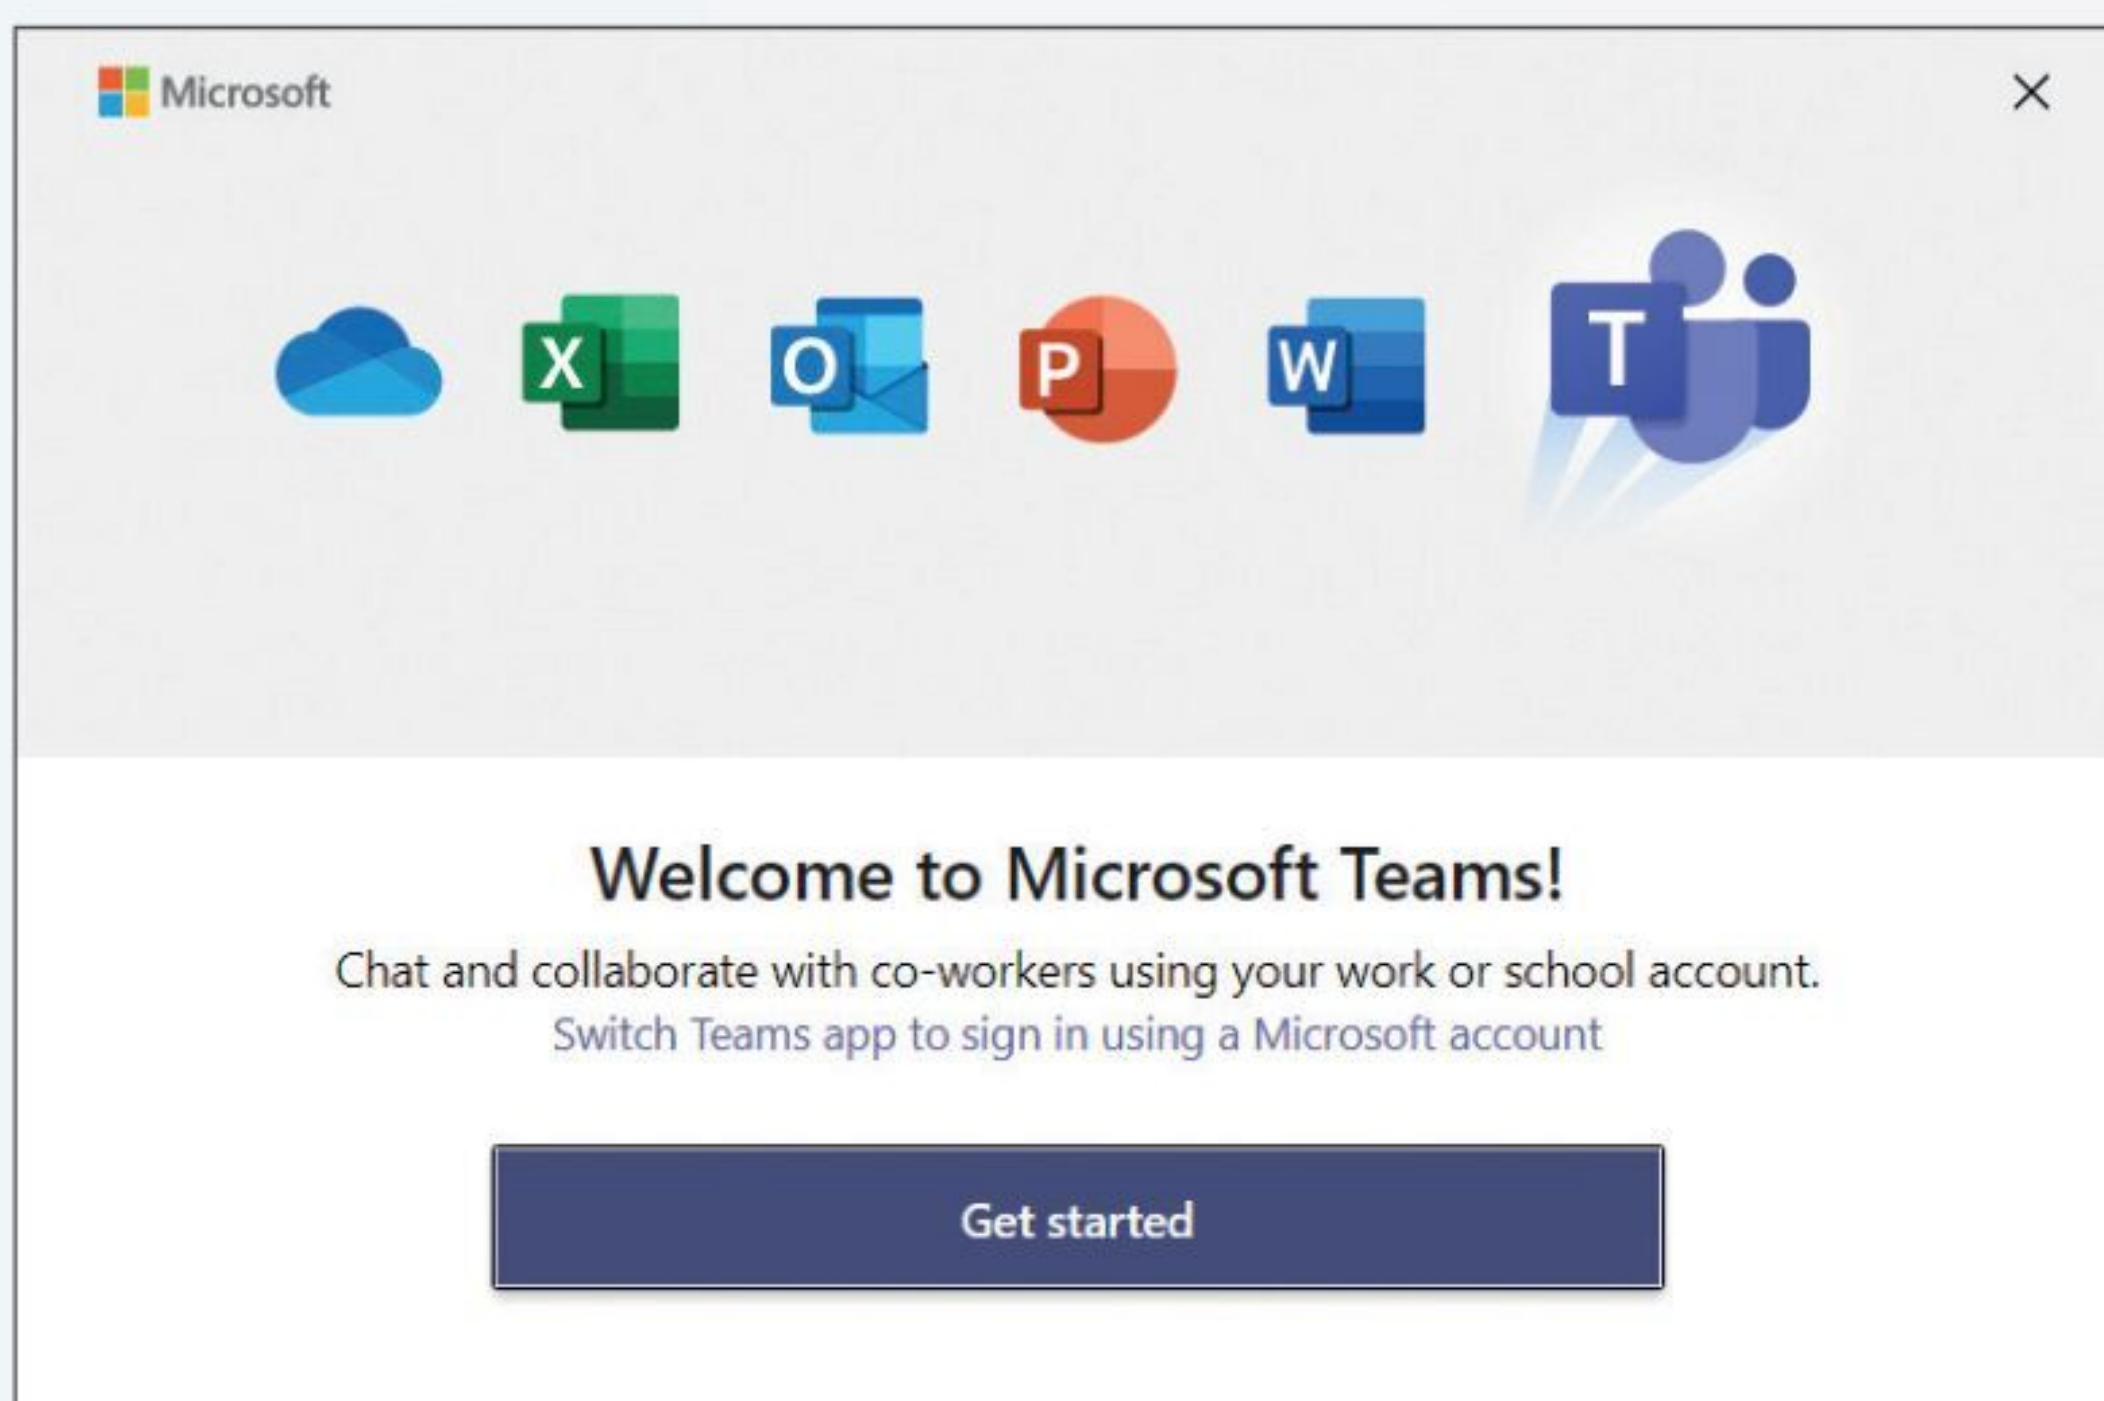 Microsoft
X
O
P
W
T
Welcome to Microsoft Teams!
Chat and collaborate with co-workers using your work or school account.
Switch Teams app to sign in using a Microsoft account
Get started